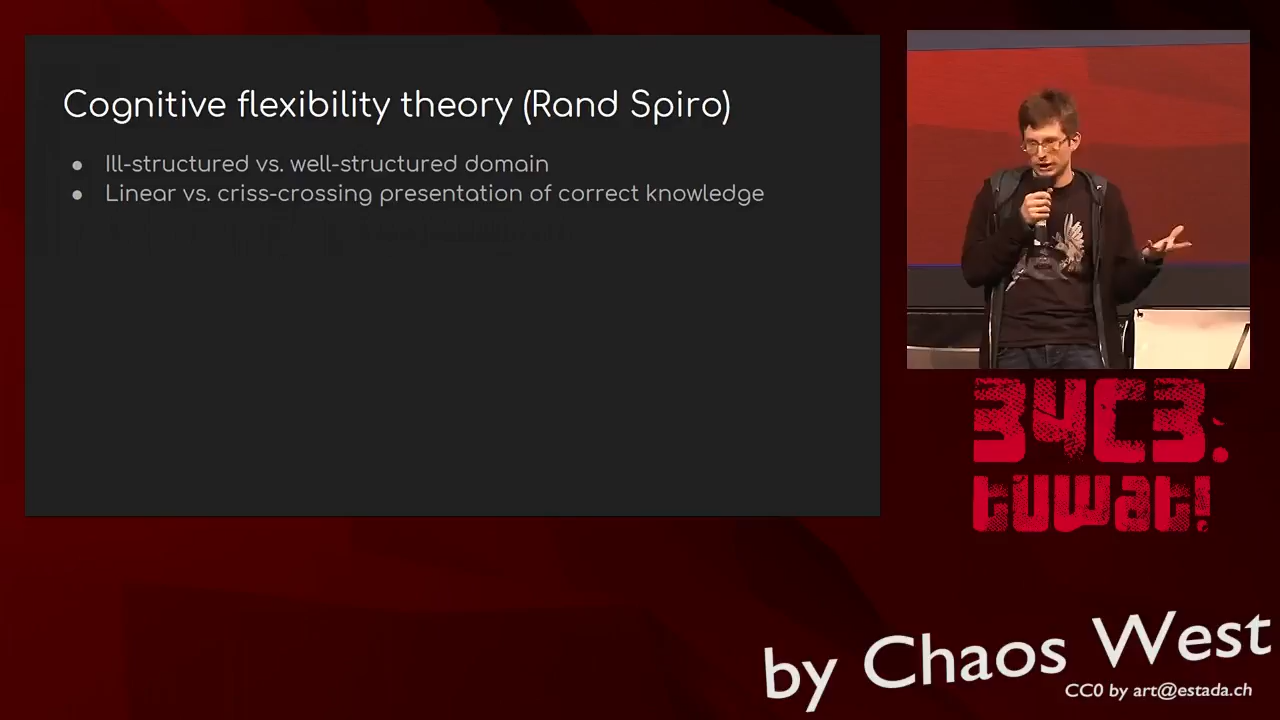 Cognitive flexibility theory (Rand Spiro)
● Ill-structured vs. well-structured domain
● Linear vs. criss-crossing presentation of correct knowledge
34C3:
tuwat!
by Chaos West
CC0 by art@estada.ch